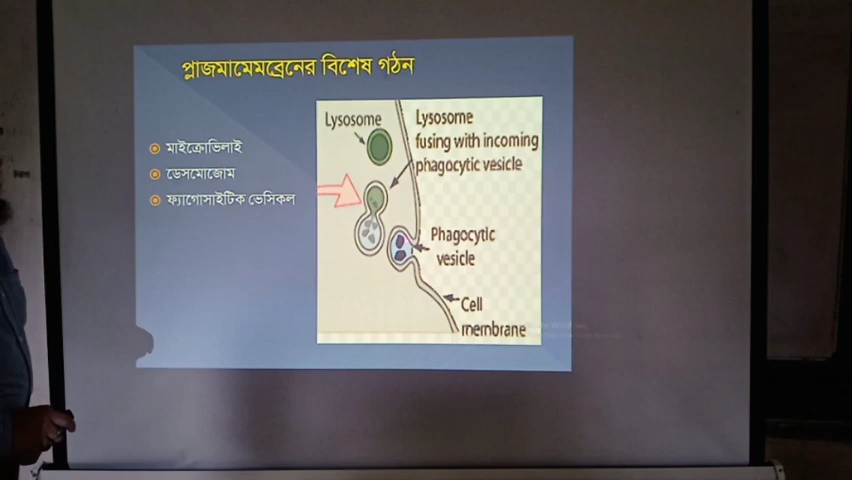 প্লাজমামেমব্রেনের বিশেষ গঠন
মাইক্রোভিলাই
ডেসমোজোম
ফ্যাগোসাইটিক ভেসিকল
Lysosome
Lysosome
fusing with incoming
phagocytic vesicle
Phagocytic
vesicle
Cell
membrane